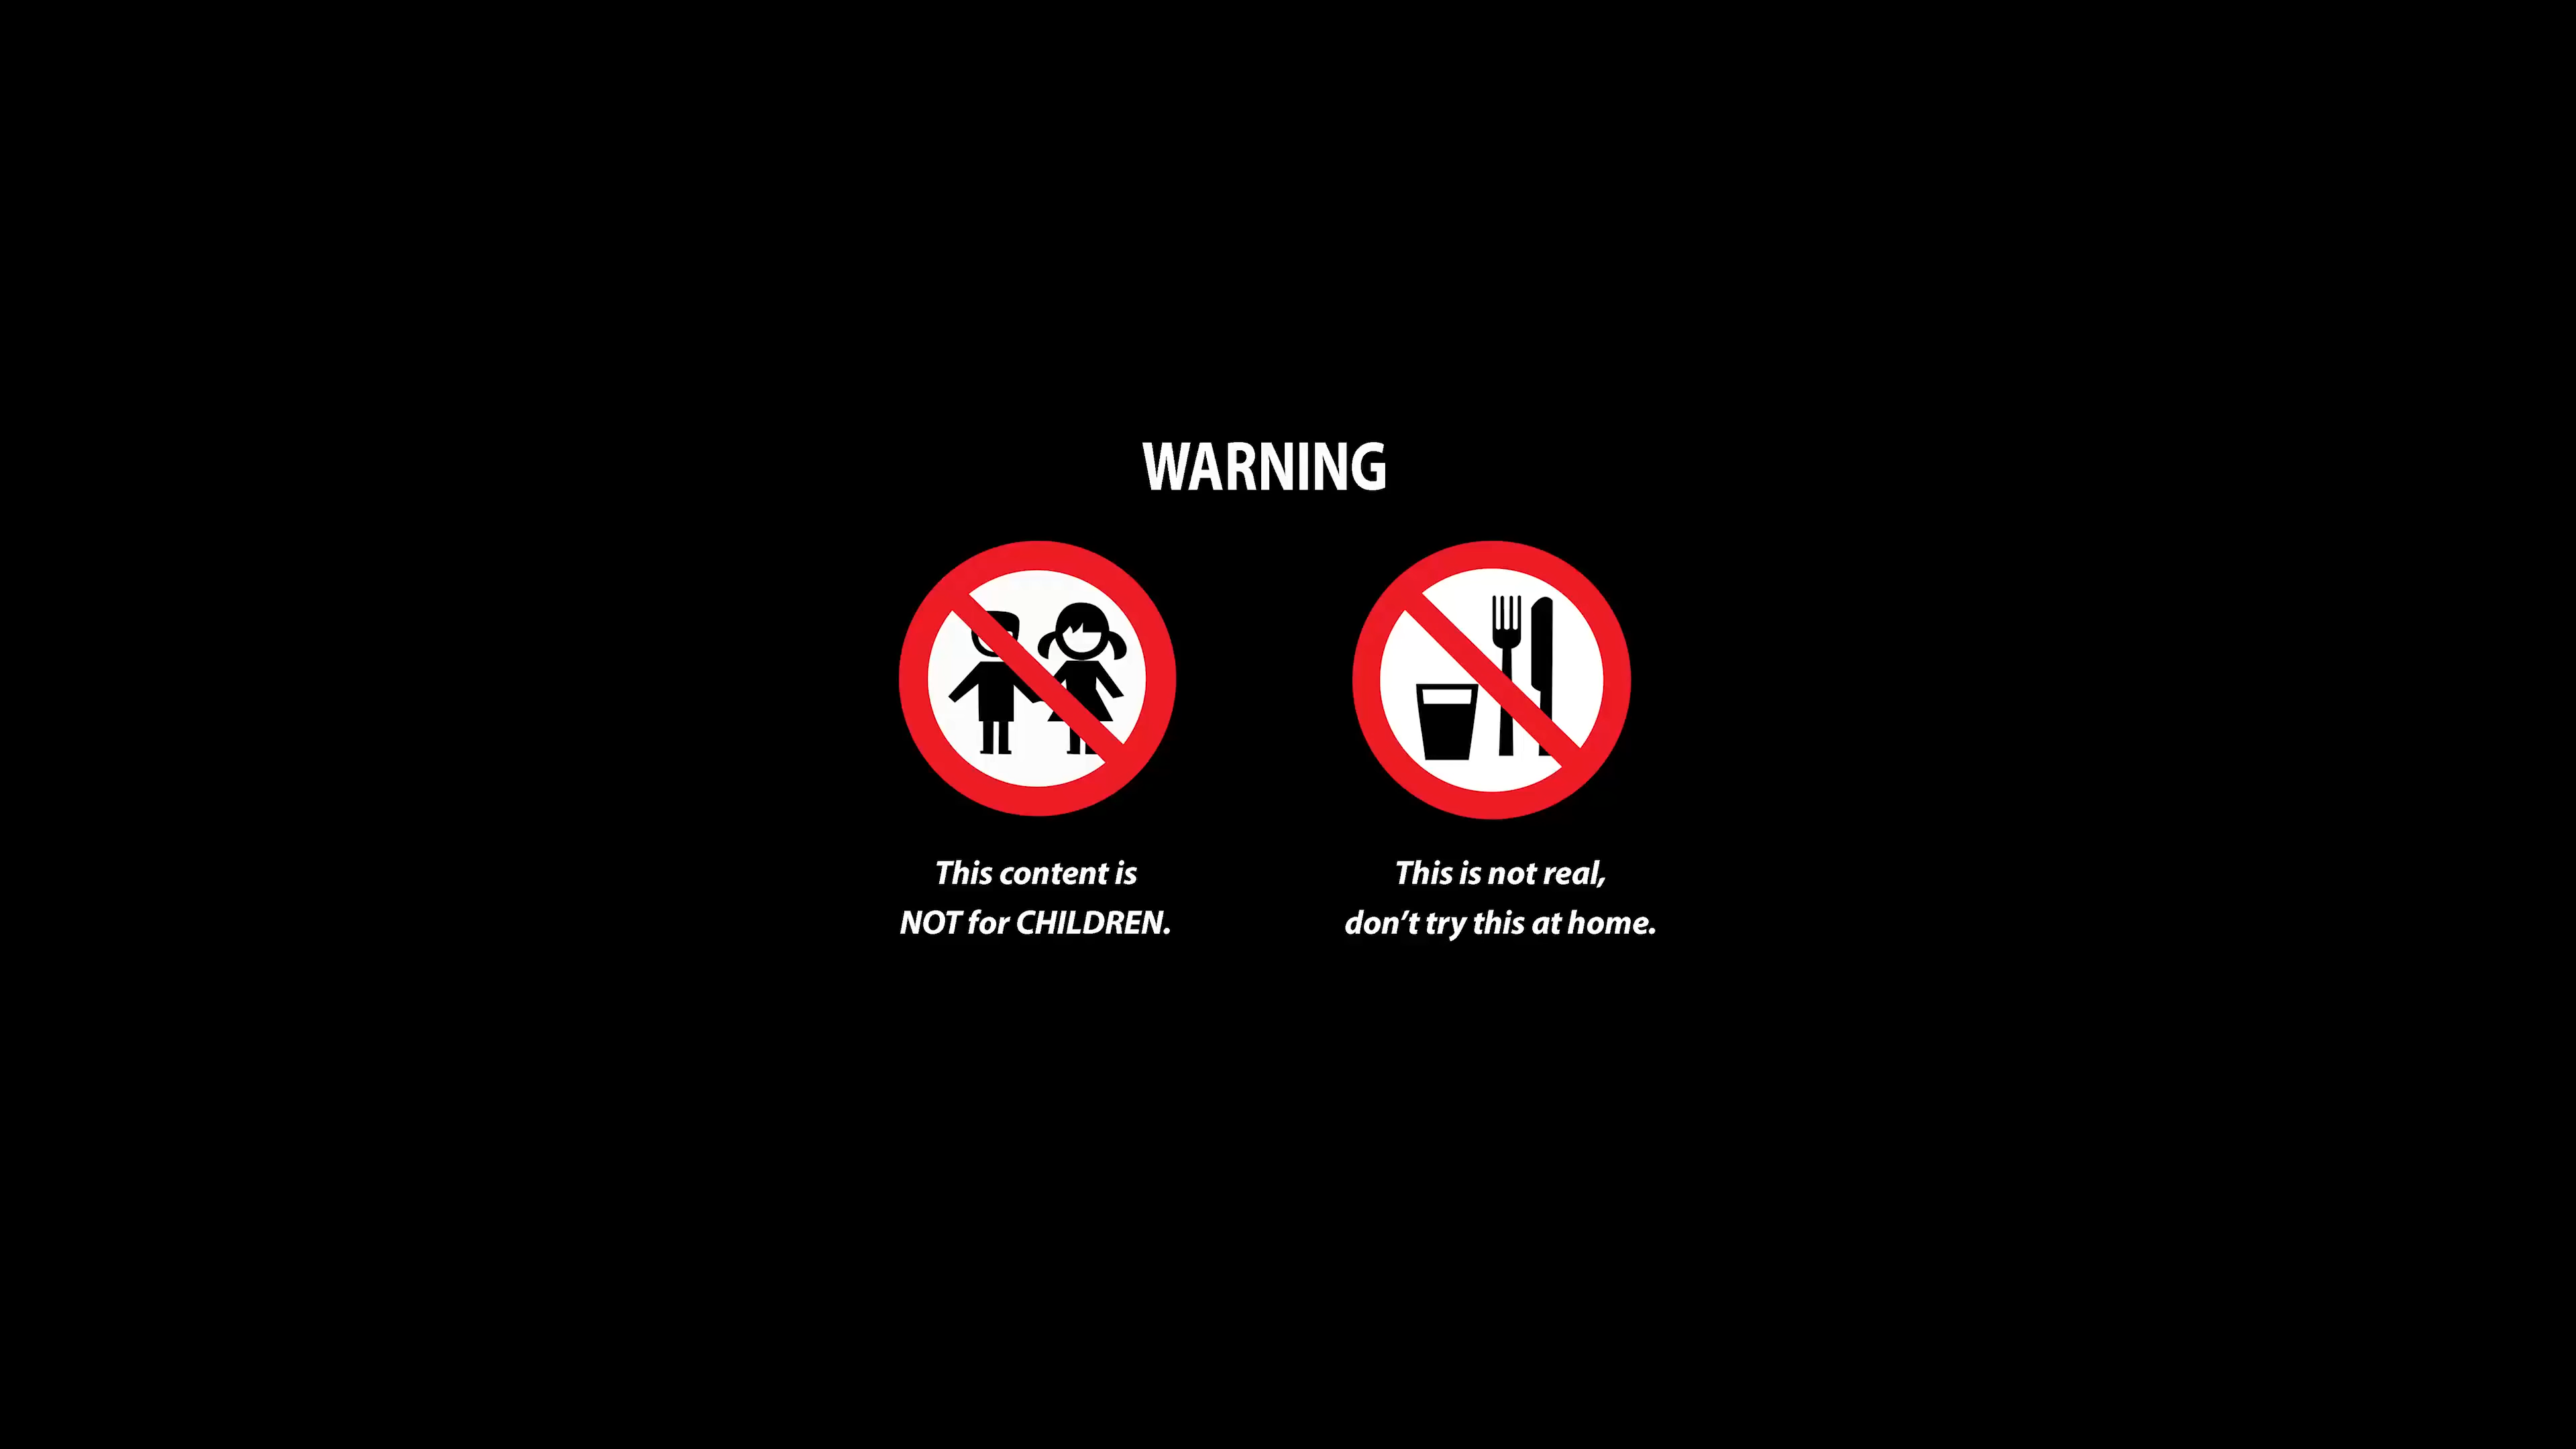 WARNING
This content is
NOT for CHILDREN.
This is not real,
don’t try this at home.